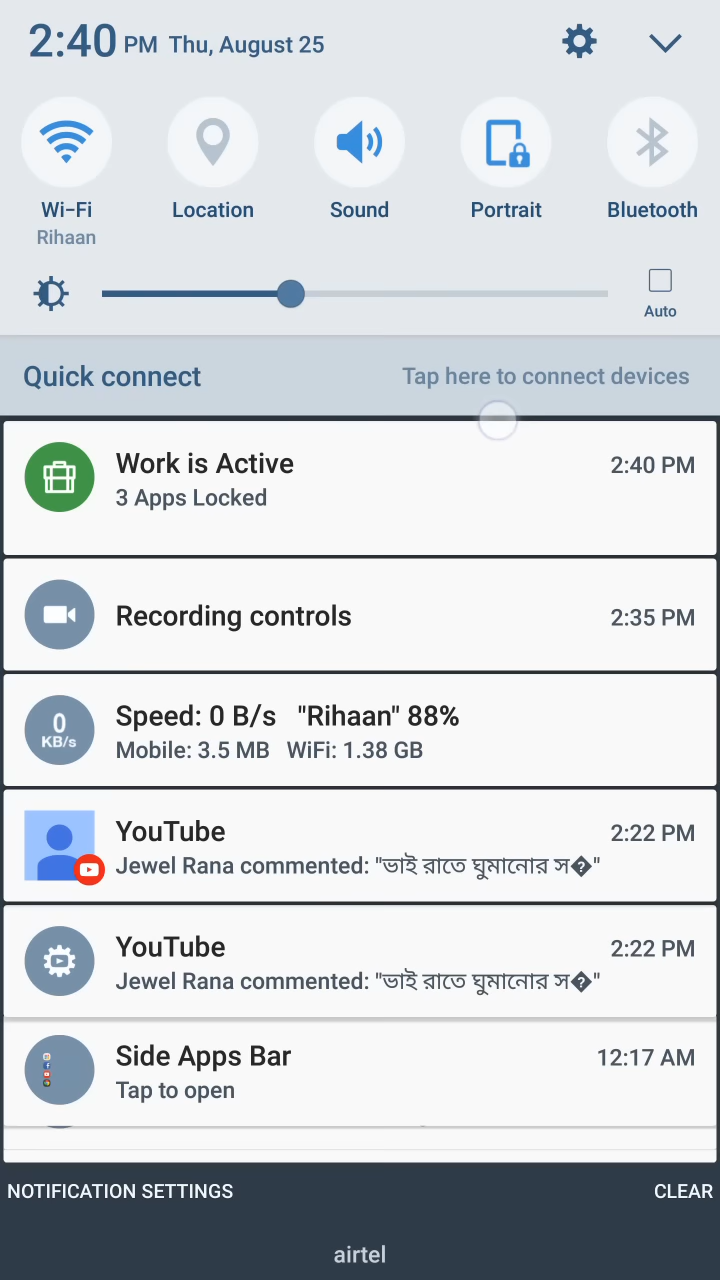 2:40 PM Thu, August 25
Wi-Fi
Rihaan
Location
Sound
Portrait
Bluetooth
Auto
Quick connect
Tap here to connect devices
Work is Active
2:40 PM
3 Apps Locked
Recording controls
2:35 PM
0
KB/s
Speed: 0 B/s "Rihaan" 88%
Mobile: 3.5 MB WiFi: 1.38 GB
YouTube
2:22 PM
Jewel Rana commented: "ভাই রাতে ঘুমানোর স�"
YouTube
2:22 PM
Jewel Rana commented: "ভাই রাতে ঘুমানোর স�"
Side Apps Bar
12:17 AM
Tap to open
NOTIFICATION SETTINGS
CLEAR
airtel